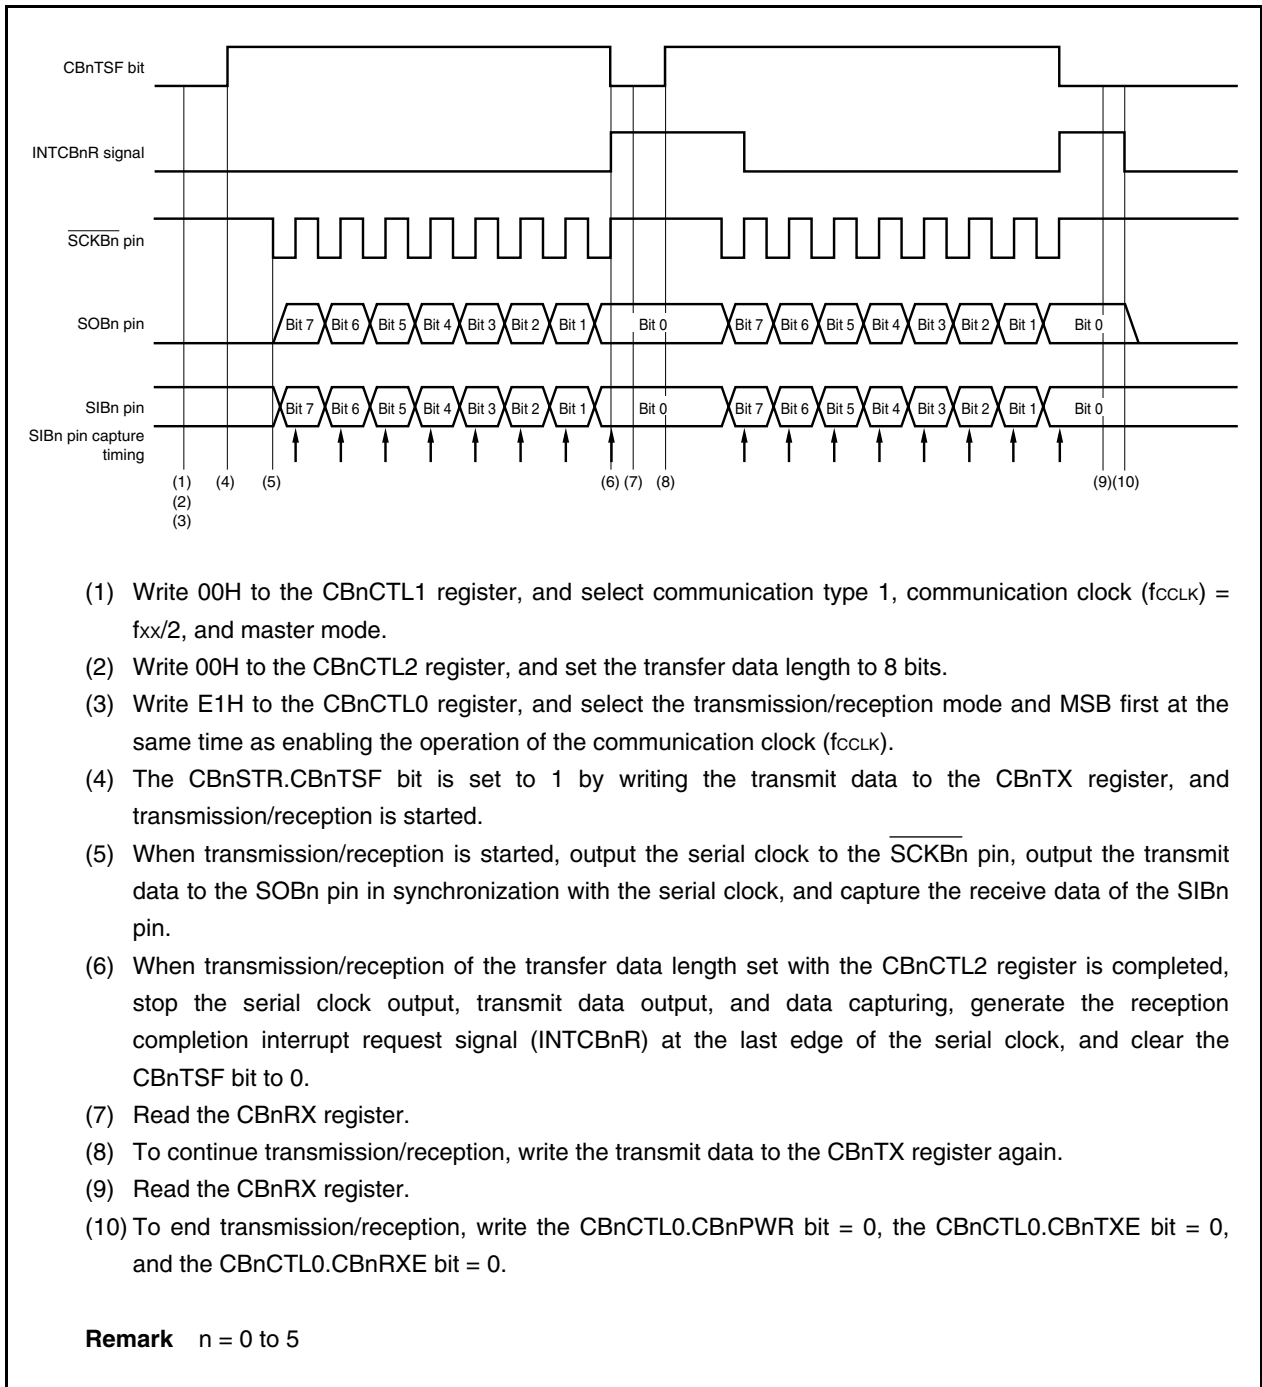 CBnTSF bit
INTCBnR signal
SCKBn pin
SOBn pin
Bit 7 Bit 6 Bit 5 Bit 4 Bit 3 Bit 2 Bit 1 Bit 0 Bit 7 Bit 6 Bit 5 Bit 4 Bit 3 Bit 2 Bit 1 Bit 0
SIBn pin
Bit 7 Bit 6 Bit 5 Bit 4 Bit 3 Bit 2 Bit 1 Bit 0 Bit 7 Bit 6 Bit 5 Bit 4 Bit 3 Bit 2 Bit 1 Bit 0
SIBn pin capture
timing
(1) (4) (5) (6) (7) (8) (9) (10)
(2)
(3)
(1) Write 00H to the CBnCTL1 register, and select communication type 1, communication clock (fCCLK) =
fxx/2, and master mode.
(2) Write 00H to the CBnCTL2 register, and set the transfer data length to 8 bits.
(3) Write E1H to the CBnCTL0 register, and select the transmission/reception mode and MSB first at the
same time as enabling the operation of the communication clock (fCCLK).
(4) The CBnSTR.CBnTSF bit is set to 1 by writing the transmit data to the CBnTX register, and
transmission/reception is started.
(5) When transmission/reception is started, output the serial clock to the SCKBn pin, output the transmit
data to the SOBn pin in synchronization with the serial clock, and capture the receive data of the SIBn
pin.
(6) When transmission/reception of the transfer data length set with the CBnCTL2 register is completed,
stop the serial clock output, transmit data output, and data capturing, generate the reception
completion interrupt request signal (INTCBnR) at the last edge of the serial clock, and clear the
CBnTSF bit to 0.
(7) Read the CBnRX register.
(8) To continue transmission/reception, write the transmit data to the CBnTX register again.
(9) Read the CBnRX register.
(10) To end transmission/reception, write the CBnCTL0.CBnPWR bit = 0, the CBnCTL0.CBnTXE bit = 0,
and the CBnCTL0.CBnRXE bit = 0.
Remark n = 0 to 5